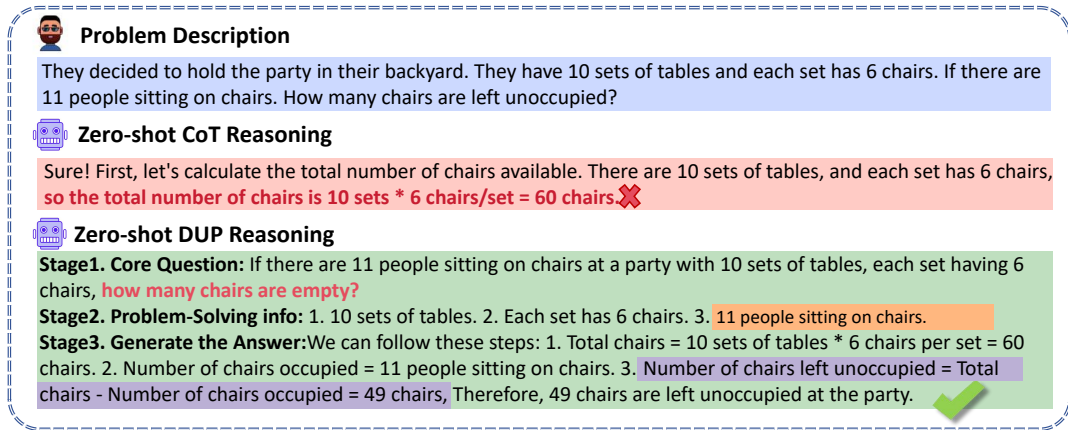 Problem Description
They decided to hold the party in their backyard. They have 10 sets of tables and each set has 6 chairs. If there are
11 people sitting on chairs. How many chairs are left unoccupied?
Zero-shot CoT Reasoning
Sure! First, let's calculate the total number of chairs available. There are 10 sets of tables, and each set has 6 chairs,
so the total number of chairs is 10 sets * 6 chairs/set = 60 chairs.
Zero-shot DUP Reasoning
Stage1. Core Question: If there are 11 people sitting on chairs at a party with 10 sets of tables, each set having 6
chairs, how many chairs are empty?
Stage2. Problem-Solving info: 1. 10 sets of tables. 2. Each set has 6 chairs. 3. 11 people sitting on chairs.
Stage3. Generate the Answer:We can follow these steps: 1. Total chairs = 10 sets of tables * 6 chairs per set = 60
chairs. 2. Number of chairs occupied = 11 people sitting on chairs. 3. Number of chairs left unoccupied = Total
chairs - Number of chairs occupied = 49 chairs, Therefore, 49 chairs are left unoccupied at the party.